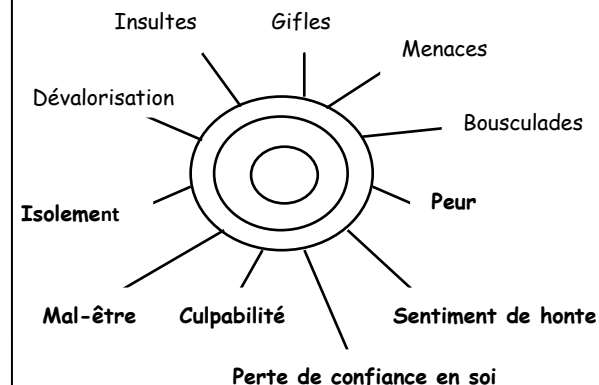 Insultes Gifles
Menaces
Dévalorisation
Bousculades
Isolement
Peur
Mal-être Culpabilité Sentiment de honte
Perte de confiance en soi